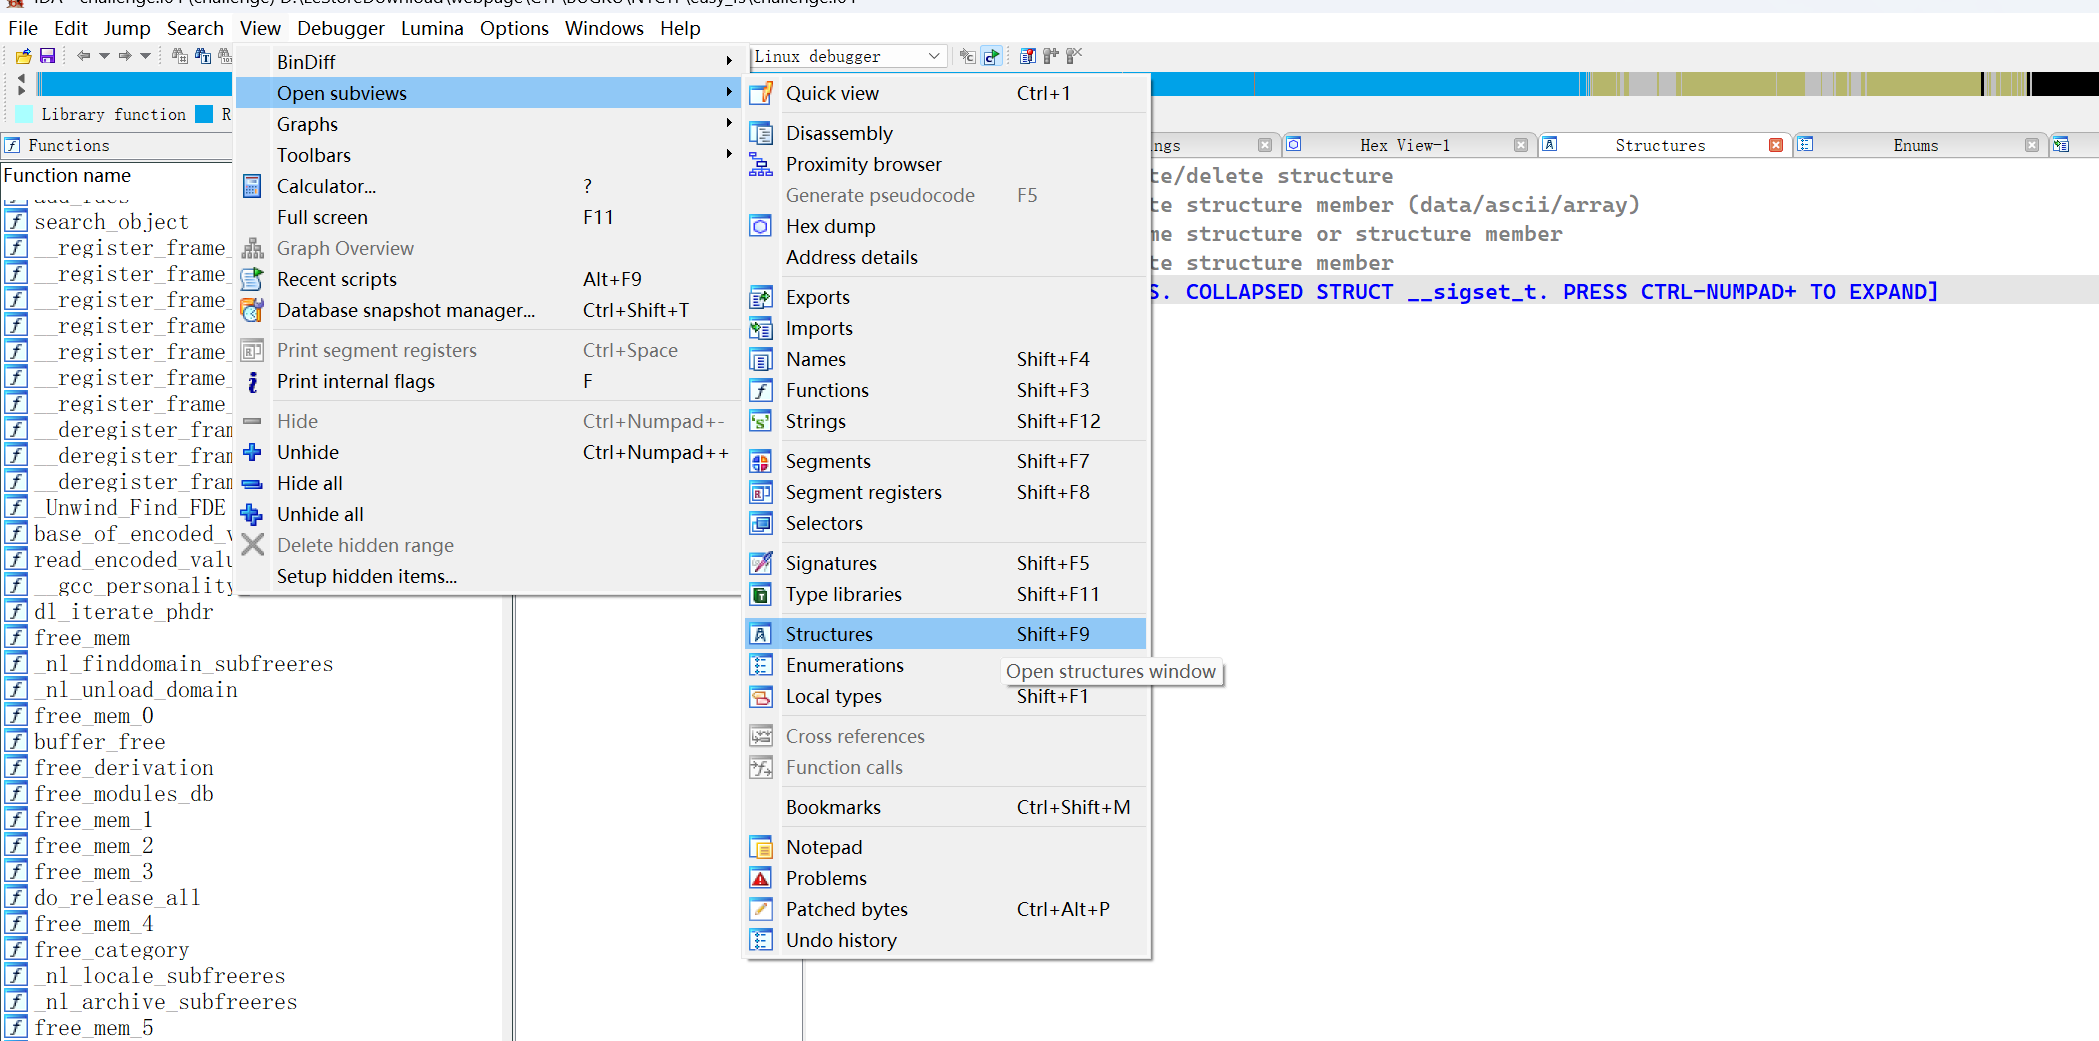 File Edit Jump Search View Debugger Lumina Options Windows Help
Linux debugger
Library function
Functions
Function name
search_object
__register_frame_
__register_frame_
__register_frame_
__register_frame
__register_frame_
__register_frame_
__register_frame_
__deregister_fram
__deregister_fram
__deregister_fram
_Unwind_Find_FDE
base_of_encoded_v
read_encoded_valu
__gcc_personality_
dl_iterate_phdr
free_mem
_nl_finddomain_subfreeres
_nl_unload_domain
free_mem_0
buffer_free
free_derivation
free_modules_db
free_mem_1
free_mem_2
free_mem_3
do_release_all
free_mem_4
free_category
_nl_locale_subfreeres
_nl_archive_subfreeres
free_mem_5
BinDiff
Open subviews
Graphs
Toolbars
Calculator... ?
Full screen F11
Graph Overview
Recent scripts Alt+F9
Database snapshot manager... Ctrl+Shift+T
Print segment registers Ctrl+Space
Print internal flags F
Hide Ctrl+Numpad+-
Unhide Ctrl+Numpad++
Hide all
Unhide all
Delete hidden range
Setup hidden items...
Quick view Ctrl+1
Disassembly
Proximity browser
Generate pseudocode F5
Hex dump
Address details
Exports
Imports
Names Shift+F4
Functions Shift+F3
Strings Shift+F12
Segments Shift+F7
Segment registers Shift+F8
Selectors
Signatures Shift+F5
Type libraries Shift+F11
Structures Shift+F9
Enumerations
Open structures window
Local types Shift+F1
Cross references
Function calls
Bookmarks Ctrl+Shift+M
Notepad
Problems
Patched bytes Ctrl+Alt+P
Undo history
ngs Hex View-1 Structures Enums
te/delete structure
te structure member (data/ascii/array)
me structure or structure member
te structure member
S. COLLAPSED STRUCT __sigset_t. PRESS CTRL-NUMPAD+ TO EXPAND]